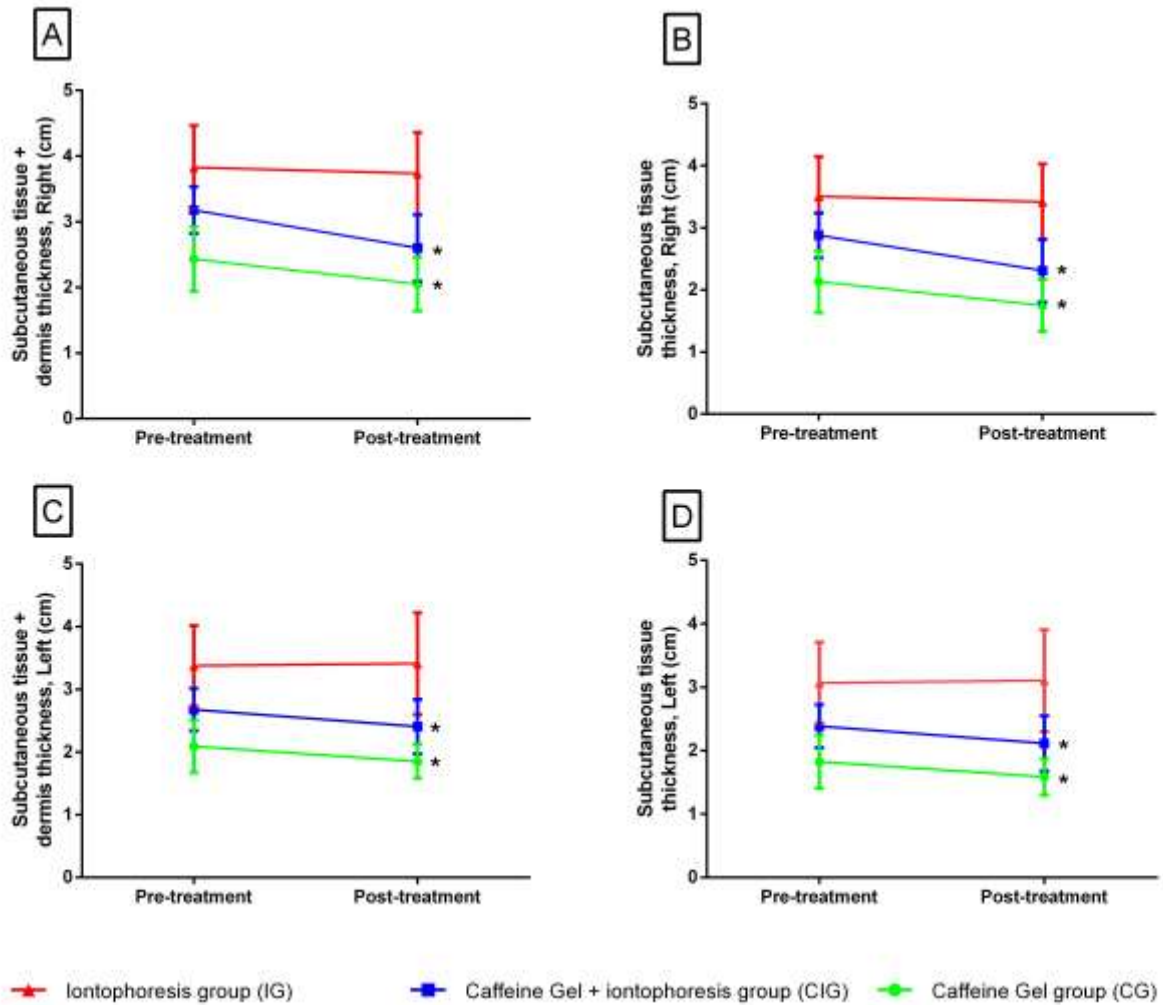 A
B
Subcutaneous tissue +
dermis thickness, Right (cm)
5
4
3
2
1
0
*
*
Pre-treatment
Post-treatment
Subcutaneous tissue
thickness, Right (cm)
5
4
3
2
1
0
*
*
Pre-treatment
Post-treatment
C
D
Subcutaneous tissue +
dermis thickness, Left (cm)
5
4
3
2
1
0
*
*
Pre-treatment
Post-treatment
Subcutaneous tissue
thickness, Left (cm)
5
4
3
2
1
0
*
*
Pre-treatment
Post-treatment
Iontophoresis group (IG)
Caffeine Gel + iontophoresis group (CIG)
Caffeine Gel group (CG)